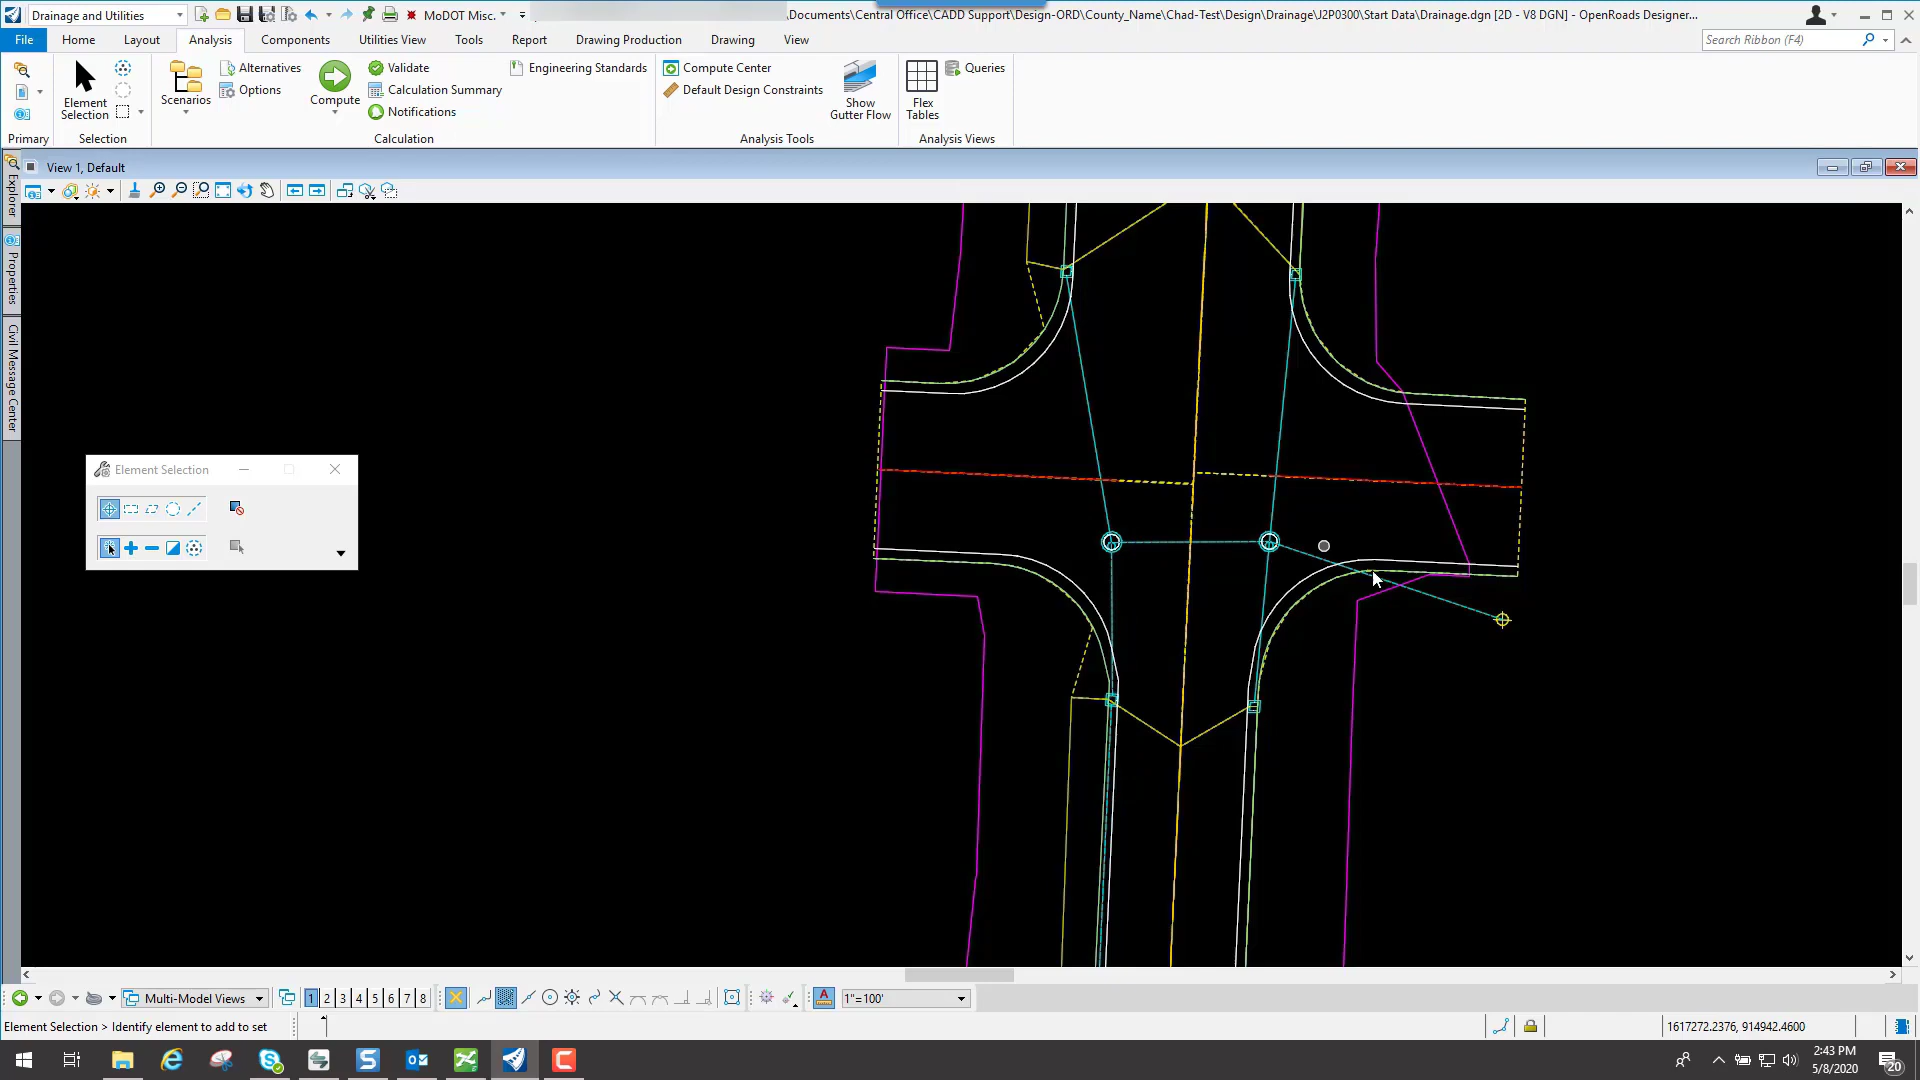 Drainage and Utilities
MoDOT Misc.
\Documents\Central Office\CADD Support\Design-ORD\County_Name\Chad-Test\Design\Drainage\J2P0300\Start Data\Drainage.dgn [2D - V8 DGN] - OpenRoads Designer...
File Home Layout Analysis Components Utilities View Tools Report Drawing Production Drawing View
Search Ribbon (F4)
Element Selection
Scenarios
Alternatives
Options
Compute
Validate
Calculation Summary
Notifications
Engineering Standards
Compute Center
Default Design Constraints
Show Gutter Flow
Flex Tables
Queries
Primary Selection Calculation Analysis Tools Analysis Views
View 1, Default
Explorer
Properties
Civil Message Center
Element Selection
Multi-Model Views 1 2 3 4 5 6 7 8 A 1"=100'
Element Selection > Identify element to add to set
1617272.2376, 914942.4600
2:43 PM
5/8/2020
20